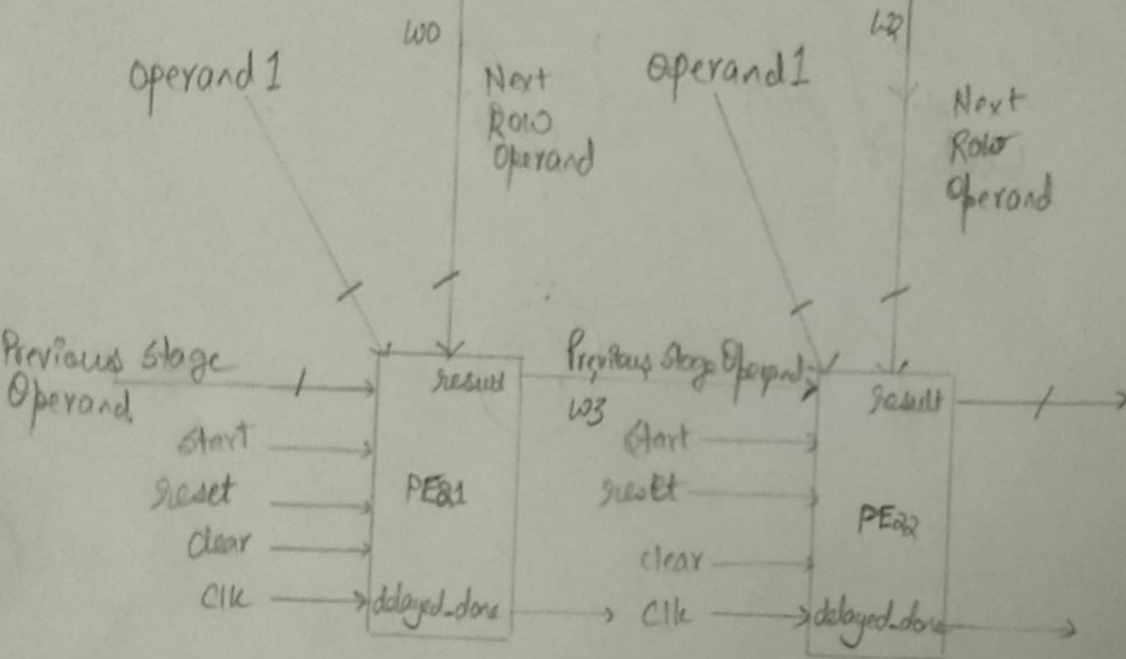 W0
Operand 1
Next
Row
Operand
Operand1
Next
Row
Operand
Previous Stage
Operand
result
Previous Stage Operand
W3
result
Start
reset
Clear
Clk
PE21
delayed_done
Start
reset
clear
Clk
PE22
delayed_done